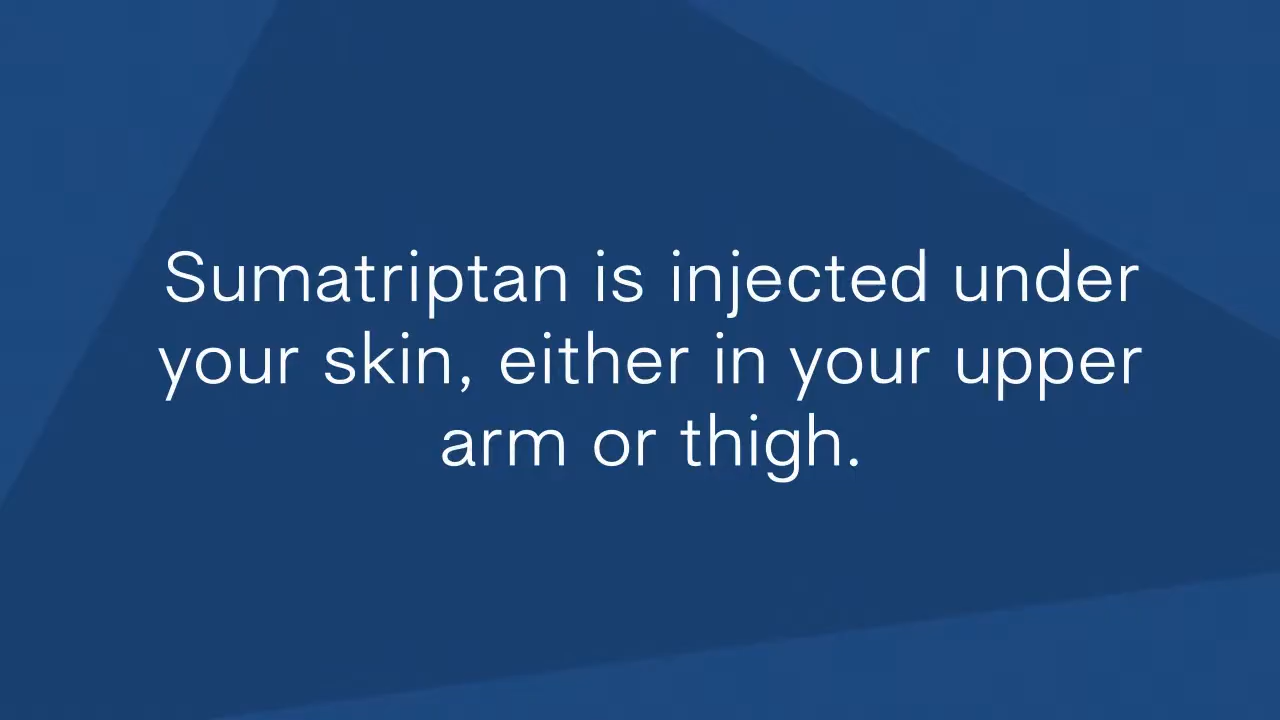 Sumatriptan is injected under
your skin, either in your upper
arm or thigh.